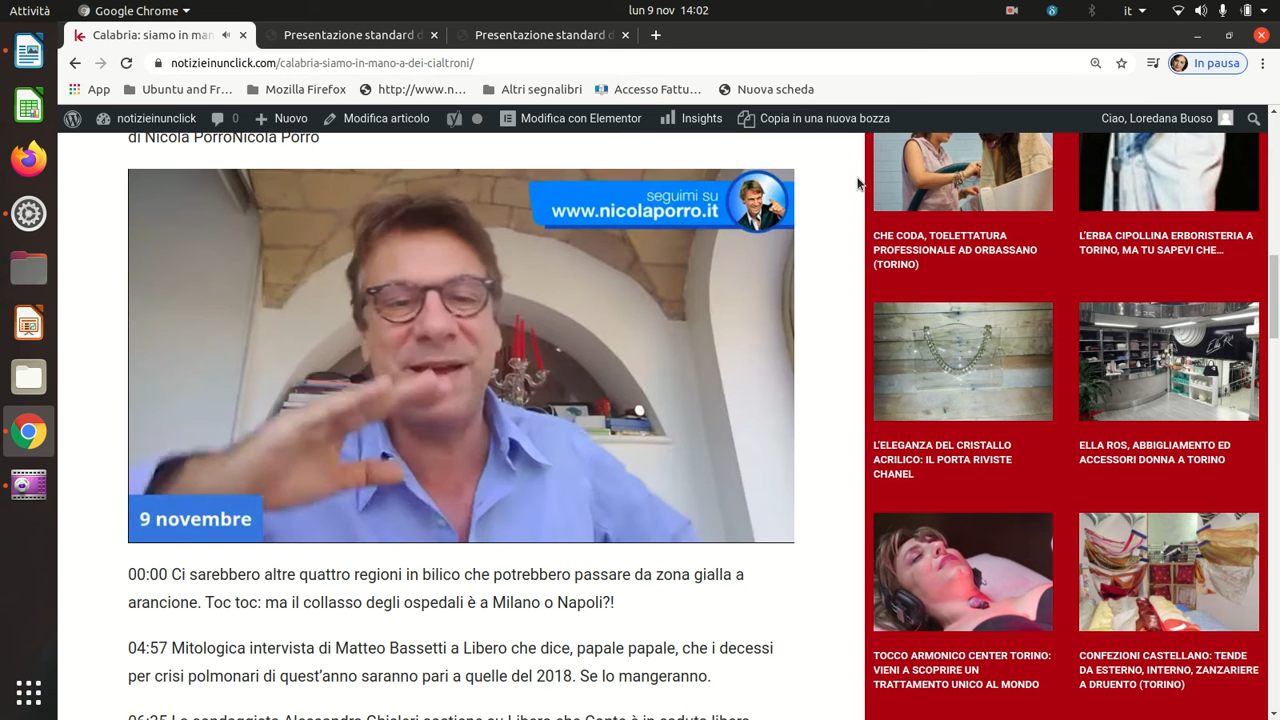 Attività
Google Chrome
lun 9 nov 14:02
it
Calabria: siamo in man
Presentazione standard d
Presentazione standard d
notizieinunclick.com/calabria-siamo-in-mano-a-dei-cialtroni/
In pausa
App
Ubuntu and Fr...
Mozilla Firefox
http://www.n...
Altri segnalibri
Accesso Fattu...
Nuova scheda
notizieinunclick
0
Nuovo
Modifica articolo
Modifica con Elementor
Insights
Copia in una nuova bozza
Ciao, Loredana Buoso
di Nicola PorroNicola Porro
seguimi su
www.nicolaporro.it
9 novembre
00:00 Ci sarebbero altre quattro regioni in bilico che potrebbero passare da zona gialla a
arancione. Toc toc: ma il collasso degli ospedali è a Milano o Napoli?!
04:57 Mitologica intervista di Matteo Bassetti a Libero che dice, papale papale, che i decessi
per crisi polmonari di quest'anno saranno pari a quelle del 2018. Se lo mangeranno.
CHE CODA, TOELETTATURA
PROFESSIONALE AD ORBASSANO
(TORINO)
L'ERBA CIPOLLINA ERBORISTERIA A
TORINO, MA TU SAPEVI CHE...
L'ELEGANZA DEL CRISTALLO
ACRILICO: IL PORTA RIVISTE
CHANEL
Ella Ros
ELLA ROS, ABBIGLIAMENTO ED
ACCESSORI DONNA A TORINO
TOCCO ARMONICO CENTER TORINO:
VIENI A SCOPRIRE UN
TRATTAMENTO UNICO AL MONDO
CONFEZIONI CASTELLANO: TENDE
DA ESTERNO, INTERNO, ZANZARIERE
A DRUENTO (TORINO)